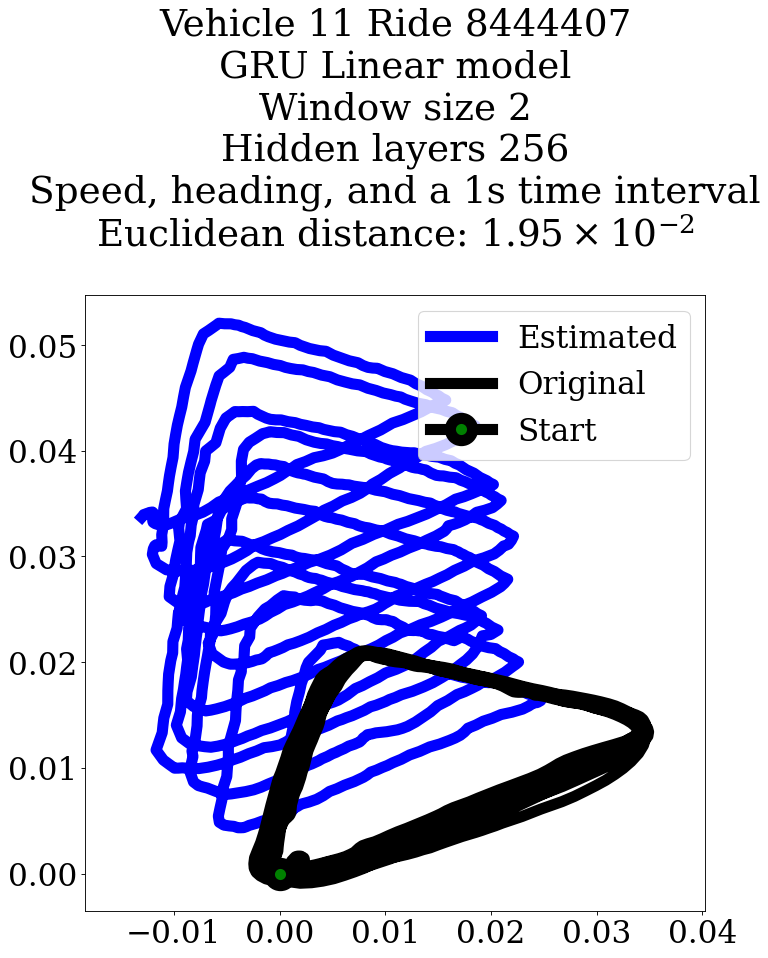 Vehicle 11 Ride 8444407
GRU Linear model
Window size 2
Hidden layers 256
Speed, heading, and a 1s time interval
Euclidean distance: 1.95 × 10⁻²
Estimated
Original
Start
0.05
0.04
0.03
0.02
0.01
0.00
−0.01 0.00 0.01 0.02 0.03 0.04